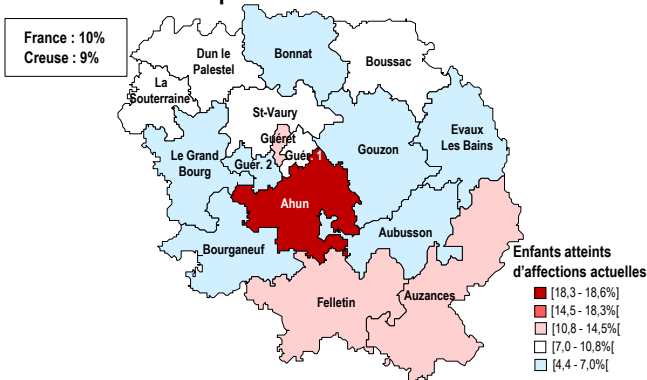 France : 10%
Creuse : 9%
Dun le
Palestel
Bonnat
Boussac
La
Souterraine
St-Vaury
Guéret
Guér. 1
Guér. 2
Le Grand
Bourg
Gouzon
Evaux
Les Bains
Ahun
Bourganeuf
Aubusson
Felletin
Auzances
Enfants atteints
d'affections actuelles
[18,3 - 18,6%]
[14,5 - 18,3%[
[10,8 - 14,5%[
[7,0 - 10,8%[
[4,4 - 7,0%[